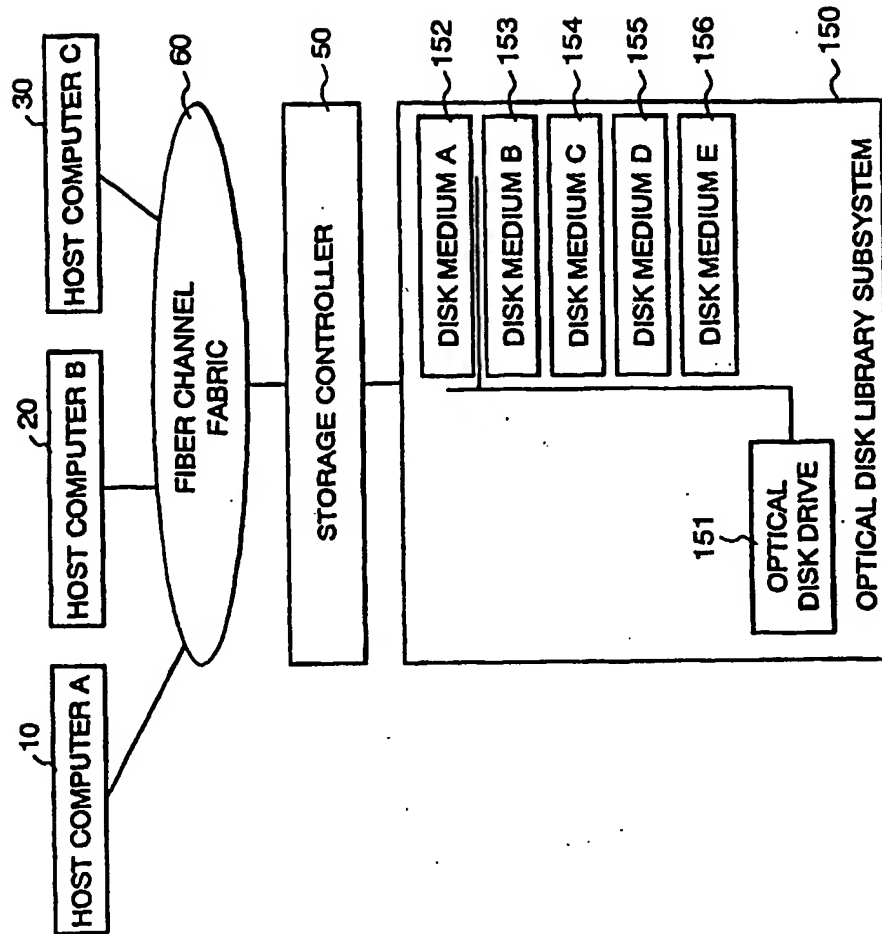 10
HOST COMPUTER A
20
HOST COMPUTER B
30
HOST COMPUTER C
60
FIBER CHANNEL
FABRIC
50
STORAGE CONTROLLER
152
DISK MEDIUM A
153
DISK MEDIUM B
154
DISK MEDIUM C
155
DISK MEDIUM D
156
DISK MEDIUM E
151
OPTICAL
DISK DRIVE
150
OPTICAL DISK LIBRARY SUBSYSTEM